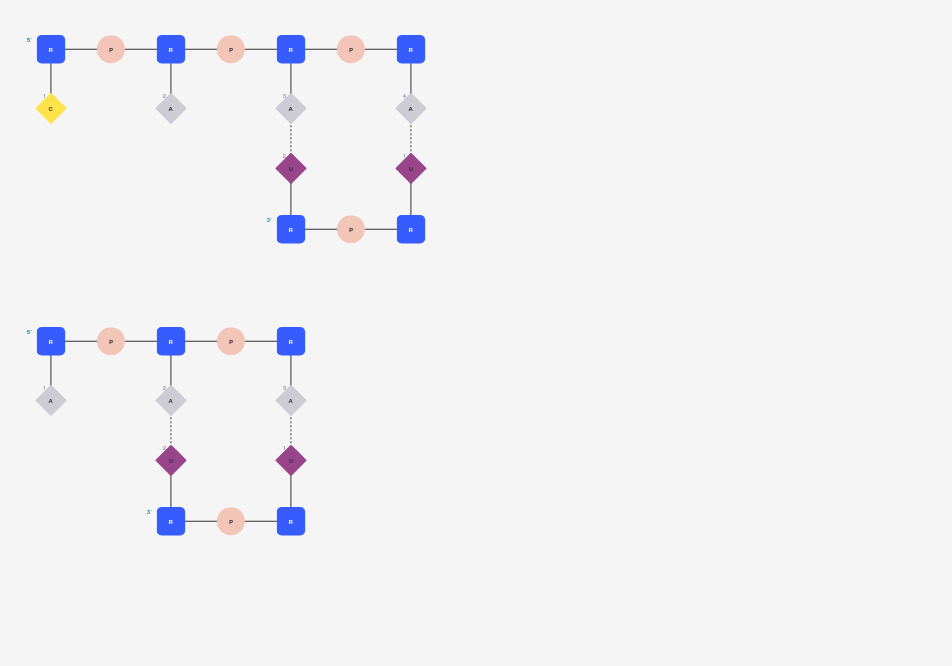 5'
R P R P R P R
1 2 3 4
C A A A
2 1
U U
3'
R P R
5'
R P R P R
1 2 3
A A A
2 1
U U
3'
R P R